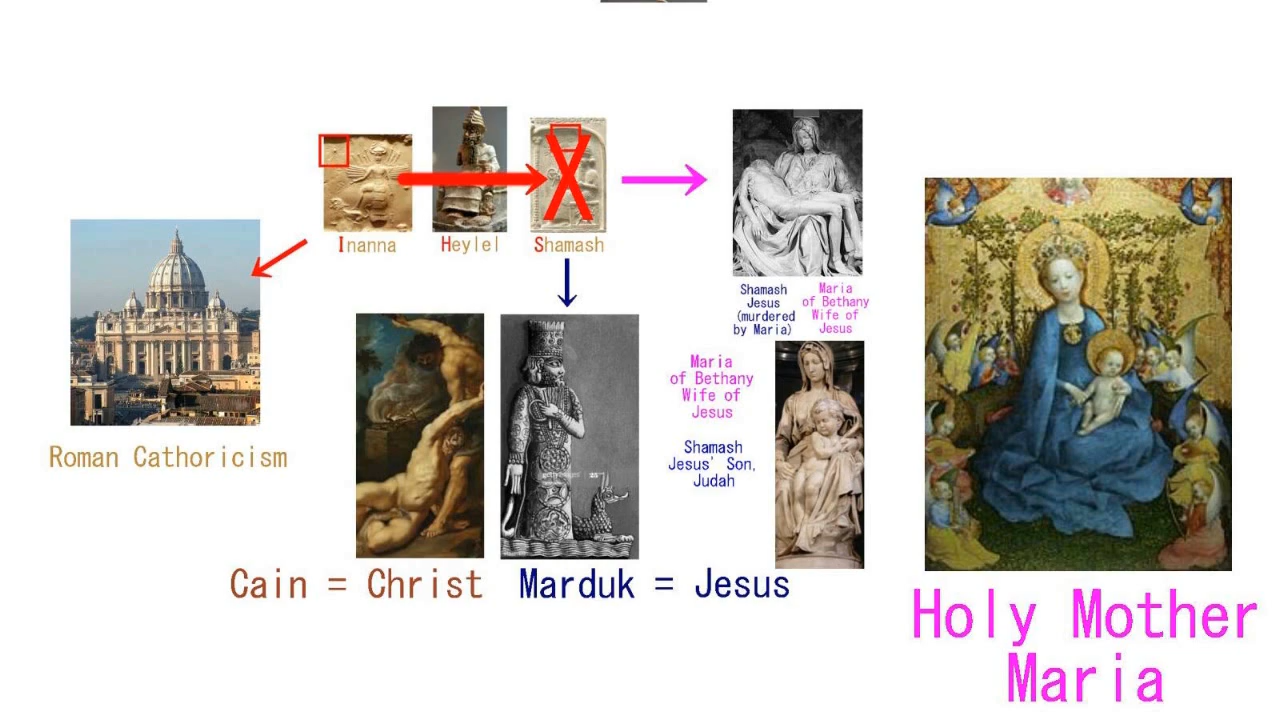 Inanna
Heylel
Shamash
Roman Cathoricism
Cain = Christ
Marduk = Jesus
Shamash
Jesus
(murdered
by Maria)
Maria
of Bethany
Wife of
Jesus
Maria
of Bethany
Wife of
Jesus
Shamash
Jesus' Son,
Judah
Holy Mother
Maria